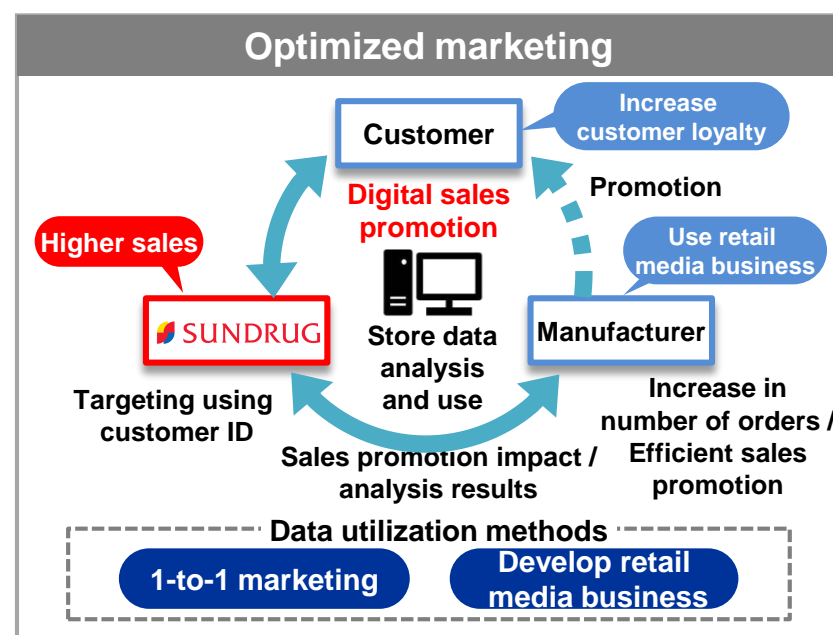 Optimized marketing
Increase
customer loyalty
Customer
Promotion
Digital sales
promotion
Higher sales
Use retail
media business
SUNDRUG
Manufacturer
Store data
analysis
and use
Targeting using
customer ID
Increase in
number of orders /
Efficient sales
promotion
Sales promotion impact /
analysis results
Data utilization methods
1-to-1 marketing
Develop retail
media business